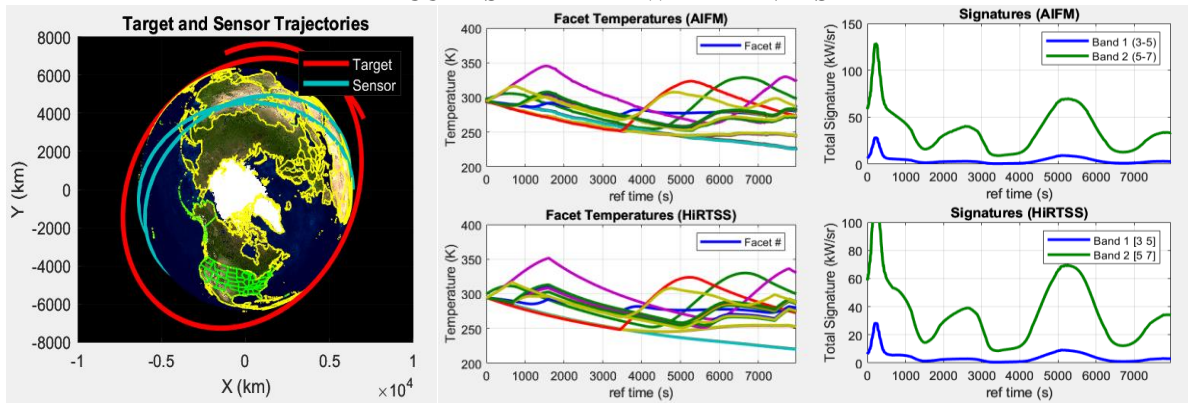 Target and Sensor Trajectories
8000
6000
4000
2000
0
-2000
-4000
-6000
-8000
Y (km)
-1
-0.5
0
0.5
1
×10⁴
X (km)
Target
Sensor
Facet Temperatures (AIFM)
Temperature (K)
400
350
300
250
200
Facet #
0 1000 2000 3000 4000 5000 6000 7000
ref time (s)
Signatures (AIFM)
Total Signature (kW/sr)
150
100
50
0
Band 1 (3-5)
Band 2 (5-7)
0 1000 2000 3000 4000 5000 6000 7000
ref time (s)
Facet Temperatures (HiRTSS)
Temperature (K)
400
350
300
250
200
Facet #
0 1000 2000 3000 4000 5000 6000 7000
ref time (s)
Signatures (HiRTSS)
Total Signature (kW/sr)
100
80
60
40
20
0
Band 1 [3 5]
Band 2 [5 7]
0 1000 2000 3000 4000 5000 6000 7000
ref time (s)